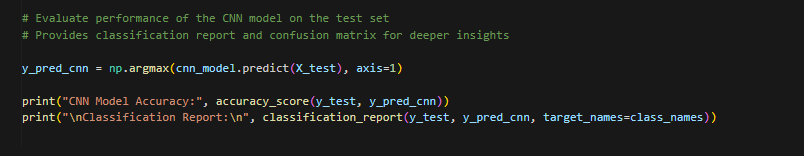 # Evaluate performance of the CNN model on the test set
# Provides classification report and confusion matrix for deeper insights
y_pred_cnn = np.argmax(cnn_model.predict(X_test), axis=1)
print("CNN Model Accuracy:", accuracy_score(y_test, y_pred_cnn))
print("\nClassification Report:\n", classification_report(y_test, y_pred_cnn, target_names=class_names))